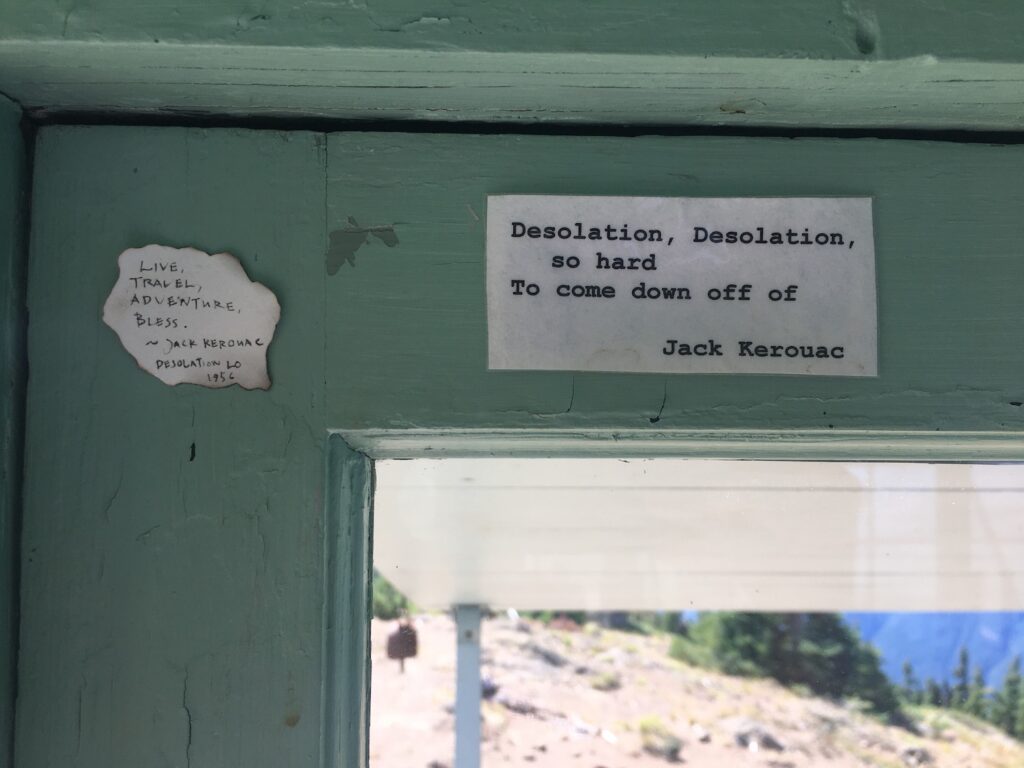 LIVE,
TRAVEL,
ADVENTURE,
BLESS.
~ JACK KEROUAC
DESOLATION LO
1956
Desolation, Desolation,
so hard
To come down off of
Jack Kerouac